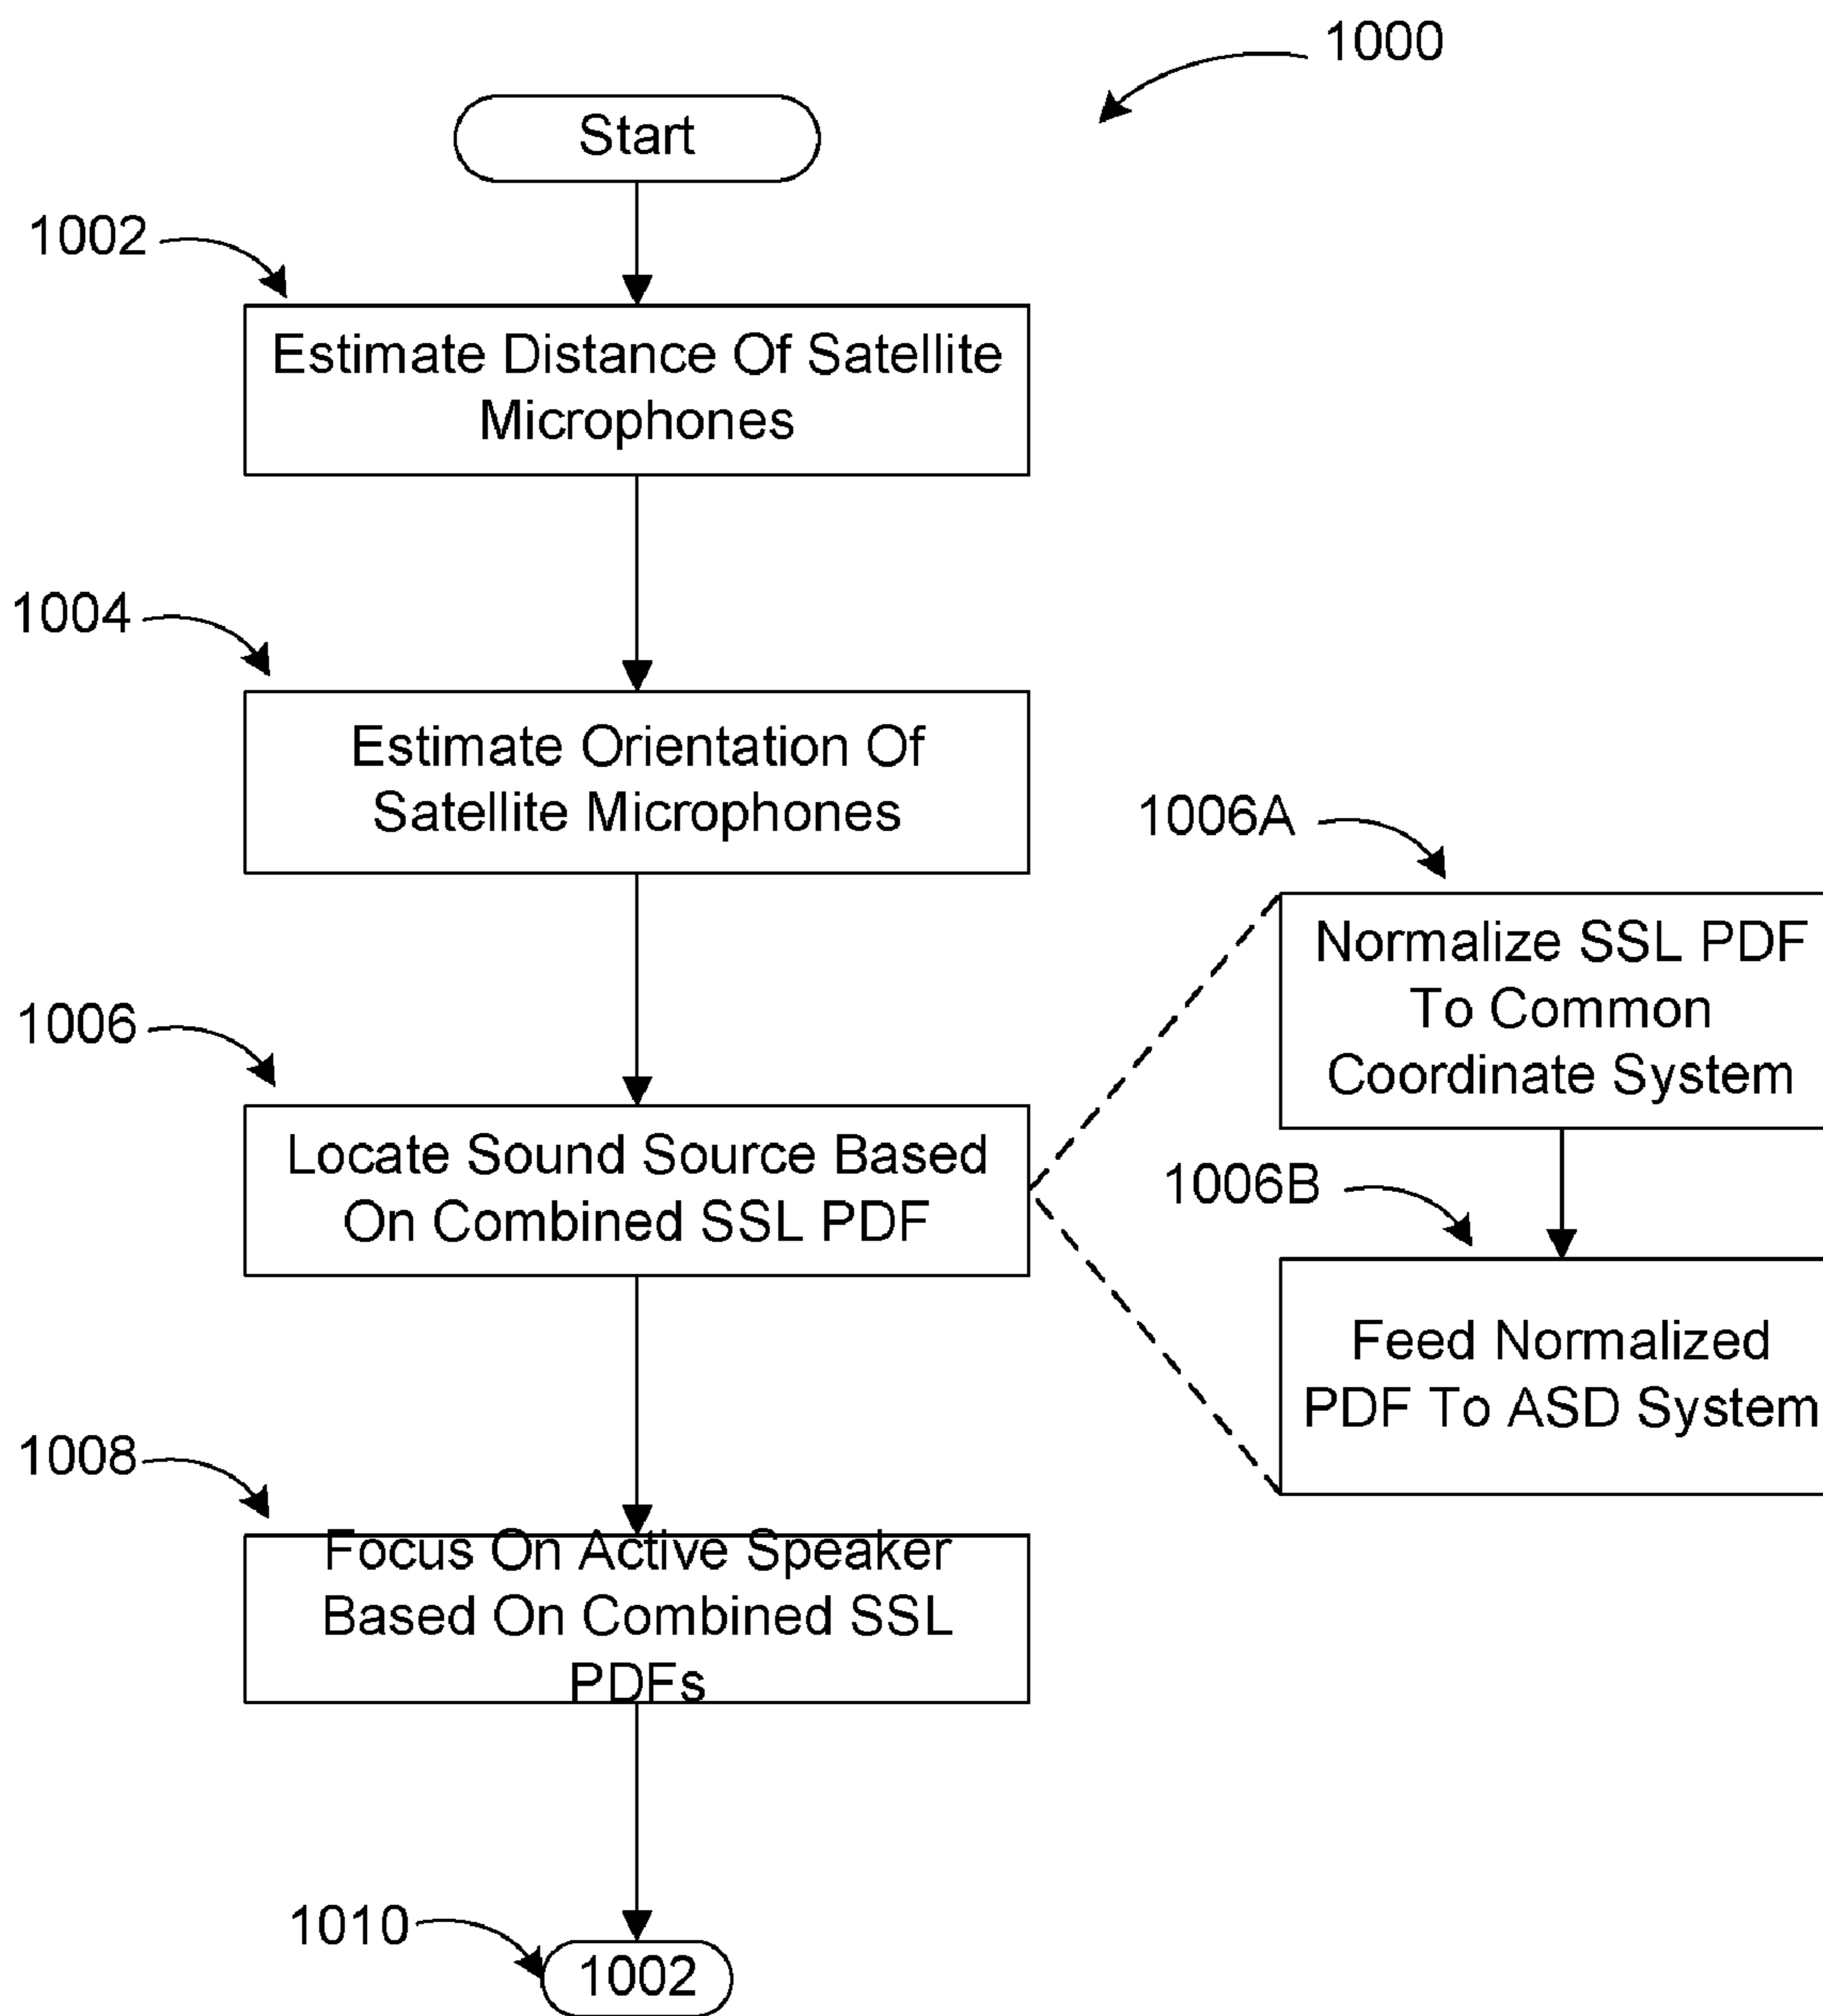 1000
Start
1002
Estimate Distance Of Satellite
Microphones
1004
Estimate Orientation Of
Satellite Microphones
1006A
Normalize SSL PDF
To Common
Coordinate System
1006
Locate Sound Source Based
On Combined SSL PDF
1006B
Feed Normalized
PDF To ASD System
1008
Focus On Active Speaker
Based On Combined SSL
PDFs
1010
1002